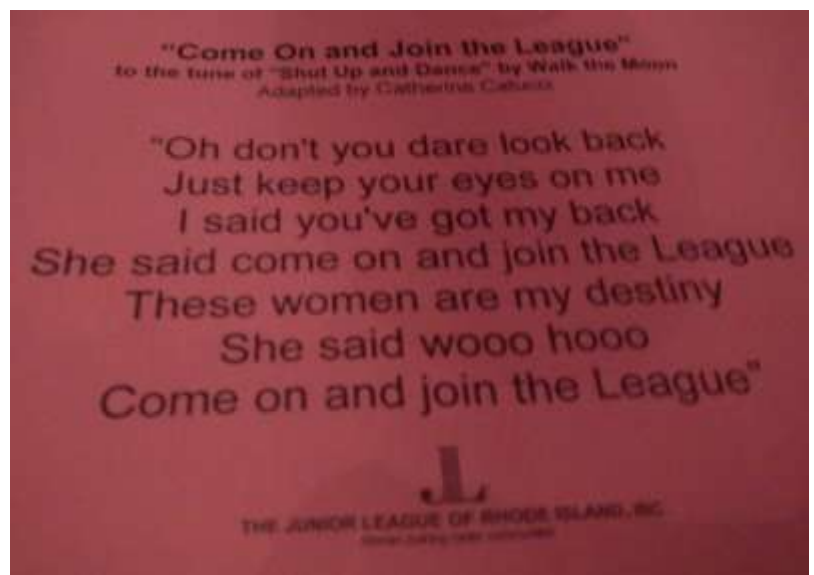 "Come On and Join the League"
to the tune of "Shut Up and Dance" by Walk the Moon
Adapted by Catherine
"Oh don't you dare look back
Just keep your eyes on me
I said you've got my back
She said come on and join the League
These women are my destiny
She said wooo hooo
Come on and join the League"
JL
THE JUNIOR LEAGUE OF RHODE ISLAND, INC.